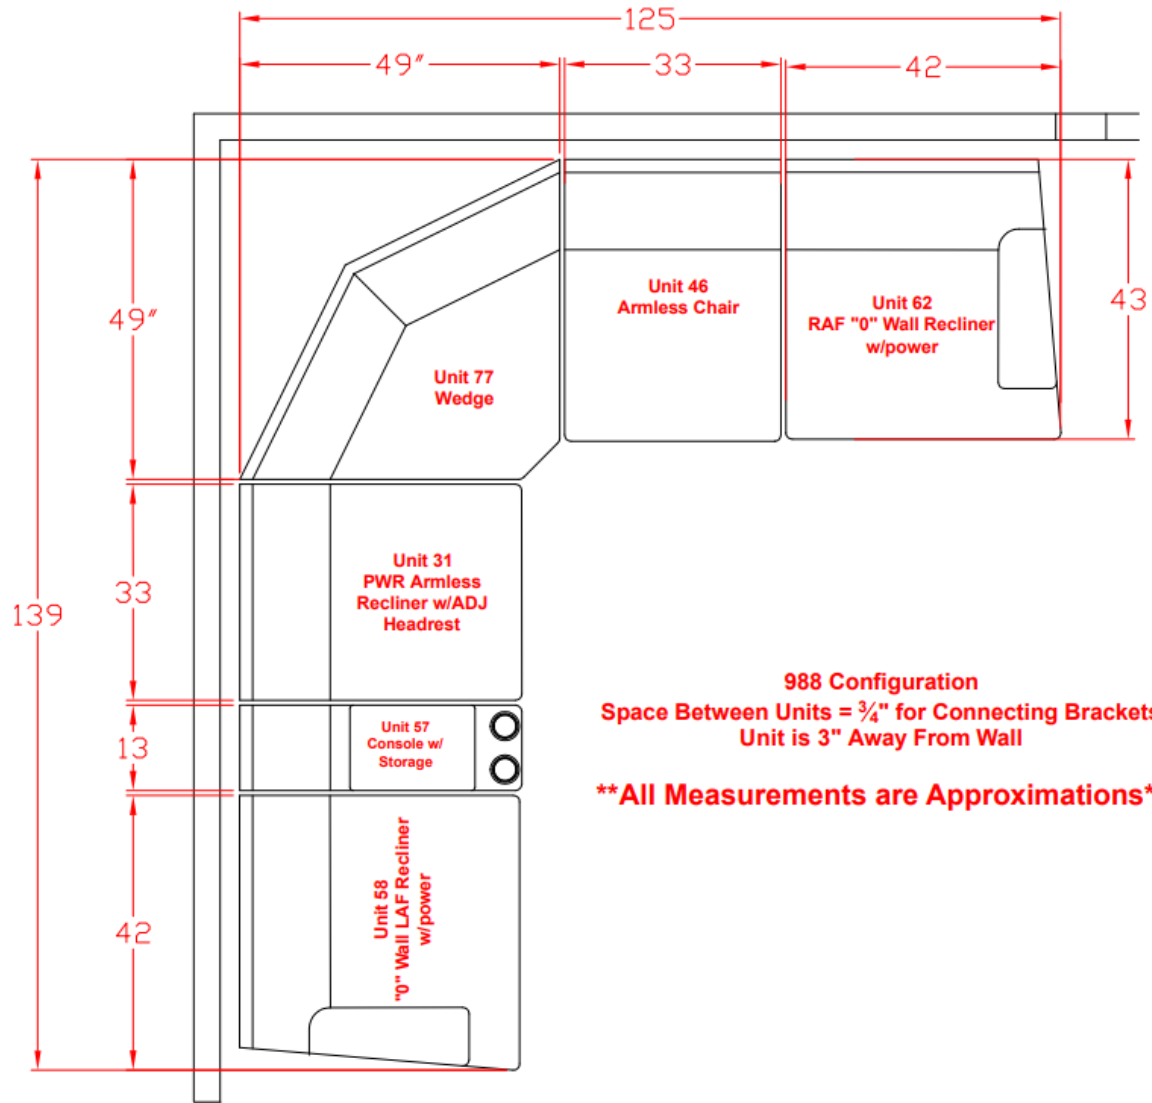 125
49"
33
42
49"
43
Unit 46
Armless Chair
Unit 62
RAF "0" Wall Recliner
w/power
Unit 77
Wedge
33
139
Unit 31
PWR Armless
Recliner w/ADJ
Headrest
988 Configuration
Space Between Units = ¾" for Connecting Brackets
Unit is 3" Away From Wall
13
Unit 57
Console w/
Storage
**All Measurements are Approximations*
42
Unit 58
"0" Wall LAF Recliner
w/power